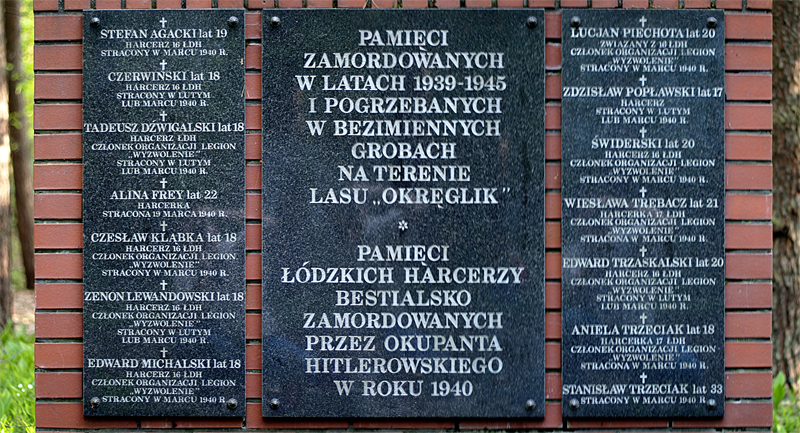 STEFAN AGACKI lat 19
HARCERZ 16 ŁDH
STRACONY W MARCU 1940 R.
CZERWIŃSKI lat 18
HARCERZ 16 ŁDH
STRACONY W LUTYM
LUB MARCU 1940 R.
TADEUSZ DŹWIGALSKI lat 18
HARCERZ ŁDH
CZŁONEK ORGANIZACJI LEGION
„WYZWOLENIE"
STRACONY W LUTYM
LUB MARCU 1940 R.
ALINA FREY lat 22
HARCERKA
STRACONA 19 MARCA 1940 R.
CZESŁAW KLABKA lat 18
HARCERZ 16 ŁDH
CZŁONEK ORGANIZACJI LEGION
„WYZWOLENIE"
STRACONY W MARCU 1940 R.
ZENON LEWANDOWSKI lat 18
HARCERZ 16 ŁDH
CZŁONEK ORGANIZACJI LEGION
„WYZWOLENIE"
STRACONY W LUTYM
LUB MARCU 1940 R.
EDWARD MICHALSKI lat 18
HARCERZ 16 ŁDH
CZŁONEK ORGANIZACJI LEGION
„WYZWOLENIE"
STRACONY W MARCU 1940 R.
PAMIĘCI
ZAMORDOWANYCH
W LATACH 1939-1945
I POGRZEBANYCH
W BEZIMIENNYCH
GROBACH
NA TERENIE
LASU „OKRĘGLIK"
*
PAMIĘCI
ŁÓDZKICH HARCERZY
BESTIALSKO
ZAMORDOWANYCH
PRZEZ OKUPANTA
HITLEROWSKIEGO
W ROKU 1940
LUCJAN PIECHOTA lat 20
ZWIĄZANY Z 16 ŁDH
CZŁONEK ORGANIZACJI LEGION
„WYZWOLENIE"
STRACONY W MARCU 1940 R.
ZDZISŁAW POPŁAWSKI lat 17
HARCERZ
STRACONY W LUTYM
LUB MARCU 1940 R.
ŚWIDERSKI lat 20
HARCERZ 16 ŁDH
CZŁONEK ORGANIZACJI LEGION
„WYZWOLENIE"
STRACONY W MARCU 1940 R.
WIESŁAWA TRĘBACZ lat 21
HARCERKA 17 ŁDH
CZŁONEK ORGANIZACJI LEGION
„WYZWOLENIE"
STRACONA W MARCU 1940 R.
EDWARD TRZASKALSKI lat 20
HARCERZ 16 ŁDH
CZŁONEK ORGANIZACJI LEGION
„WYZWOLENIE"
STRACONY W LUTYM
LUB MARCU 1940 R.
ANIELA TRZECIAK lat 18
HARCERKA 17 ŁDH
CZŁONEK ORGANIZACJI LEGION
„WYZWOLENIE"
STRACONA W MARCU 1940 R.
STANISŁAW TRZECIAK lat 33
STRACONY W MARCU 1940 R.